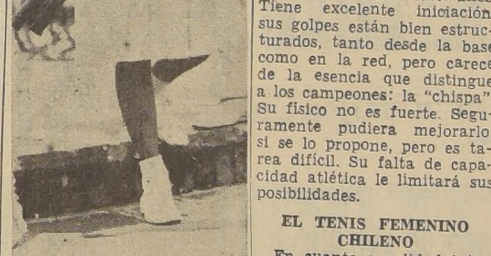 Tiene excelente iniciación
sus golpes están bien estruc-
turados, tanto desde la base
como en la red, pero carece
de la esencia que distingue
a los campeones: la "chispa"
Su físico no es fuerte. Segu-
ramente pudiera mejorarlo
si se lo propone, pero es ta-
rea difícil. Su falta de capa-
cidad atlética le limitará sus
posibilidades.
EL TENIS FEMENINO
CHILENO
En cuanto